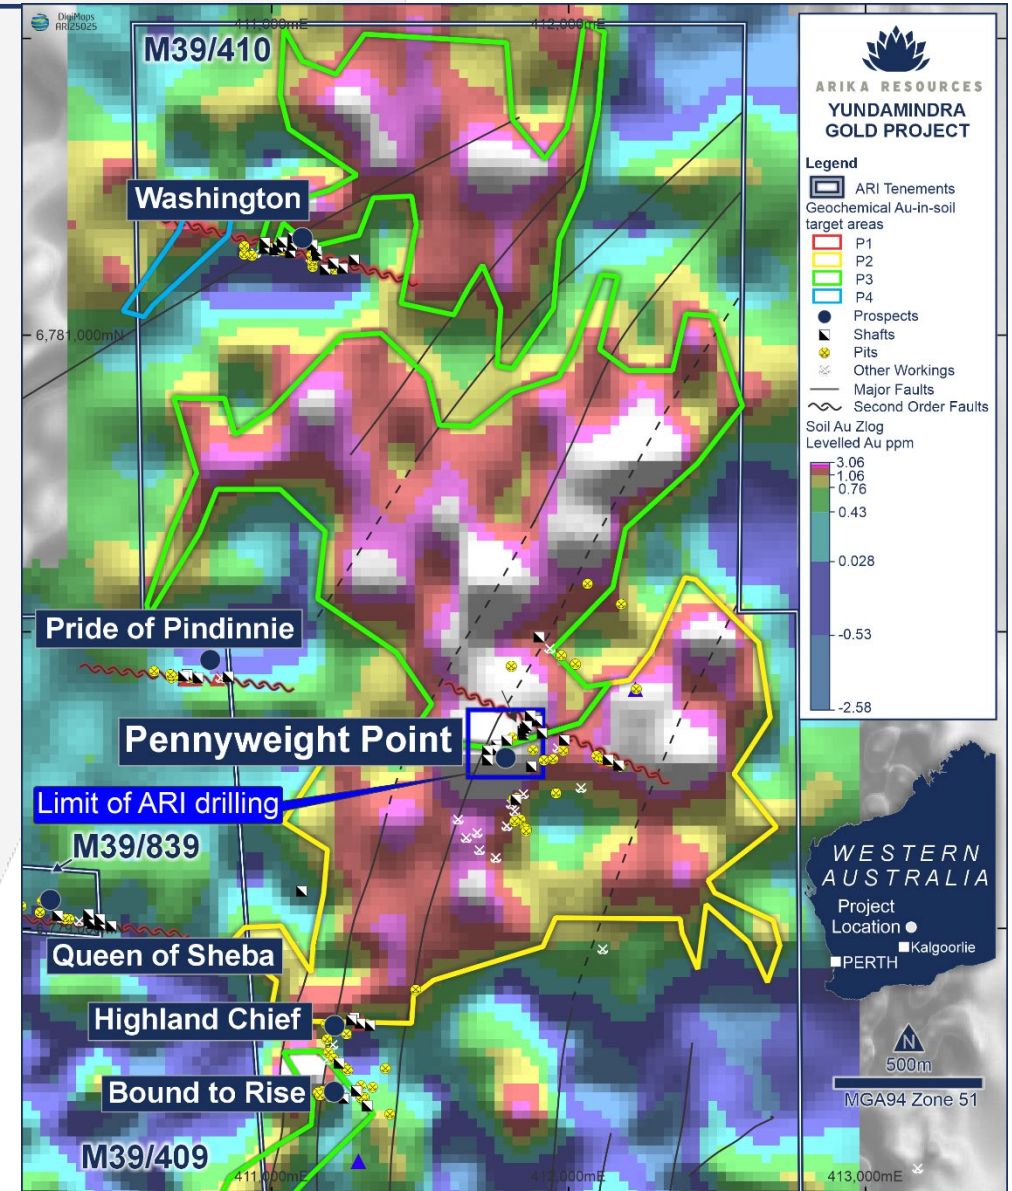 DigiMaps
ARI25025
411,000mE
412,000mE
M39/410
ARIKA RESOURCES
YUNDAMINDRA
GOLD PROJECT
Legend
ARI Tenements
Geochemical Au-in-soil
target areas
P1
P2
P3
P4
Prospects
Shafts
Pits
Other Workings
Major Faults
Second Order Faults
Soil Au Zlog
Levelled Au ppm
3.06
1.06
0.76
0.43
0.028
-0.53
-2.58
Washington
6,781,000mN
Pride of Pindinnie
Pennyweight Point
Limit of ARI drilling
M39/839
Queen of Sheba
Highland Chief
Bound to Rise
M39/409
WESTERN
AUSTRALIA
Project
Location
Kalgoorlie
PERTH
N
500m
MGA94 Zone 51
411,000mE
412,000mE
413,000mE